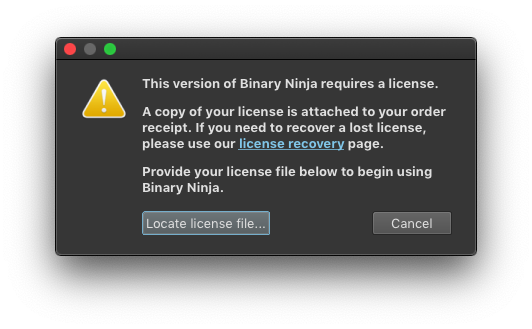 This version of Binary Ninja requires a license.
A copy of your license is attached to your order
receipt. If you need to recover a lost license,
please use our license recovery page.
Provide your license file below to begin using
Binary Ninja.
Locate license file... Cancel